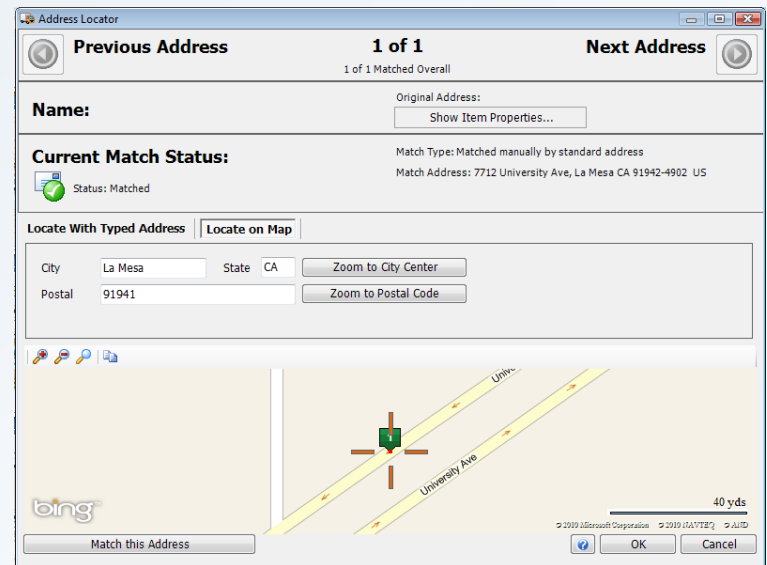 Address Locator
Previous Address
1 of 1
Next Address
1 of 1 Matched Overall
Name:
Original Address:
Show Item Properties...
Current Match Status:
Match Type: Matched manually by standard address
Match Address: 7712 University Ave, La Mesa CA 91942-4902 US
Status: Matched
Locate With Typed Address
Locate on Map
City
La Mesa
State
CA
Zoom to City Center
Postal
91941
Zoom to Postal Code
Unive
1
University Ave
bing
40 yds
© 2010 Microsoft Corporation © 2010 NAVTEQ © AND
Match this Address
?
OK
Cancel